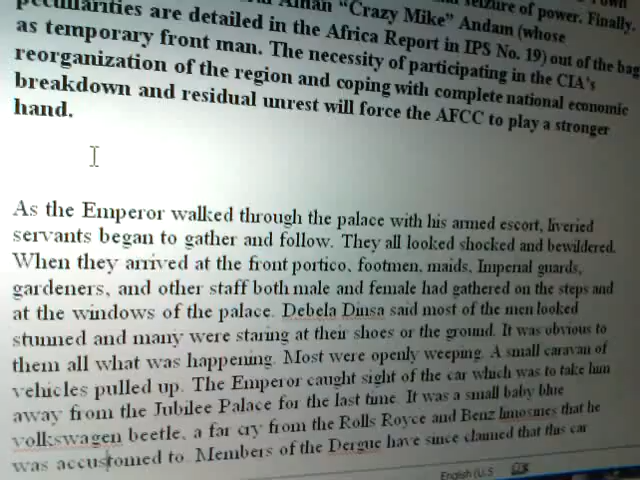 seizure of power. Finally,
peculiarities are detailed in the Africa Report in IPS No. 19) out of the bag
"Crazy Mike" Andam (whose
as temporary front man. The necessity of participating in the CIA's
reorganization of the region and coping with complete national economic
breakdown and residual unrest will force the AFCC to play a stronger
hand.
As the Emperor walked through the palace with his armed escort, liveried
servants began to gather and follow. They all looked shocked and bewildered.
When they arrived at the front portico, footmen, maids, Imperial guards,
gardeners, and other staff both male and female had gathered on the steps and
at the windows of the palace. Debela Dinsa said most of the men looked
stunned and many were staring at their shoes or the ground. It was obvious to
them all what was happening. Most were openly weeping. A small caravan of
vehicles pulled up. The Emperor caught sight of the car which was to take him
away from the Jubilee Palace for the last time. It was a small baby blue
volkswagen beetle, a far cry from the Rolls Royce and Benz limosines that he
was accustomed to. Members of the Dergue have since claimed that this car
English (U.S